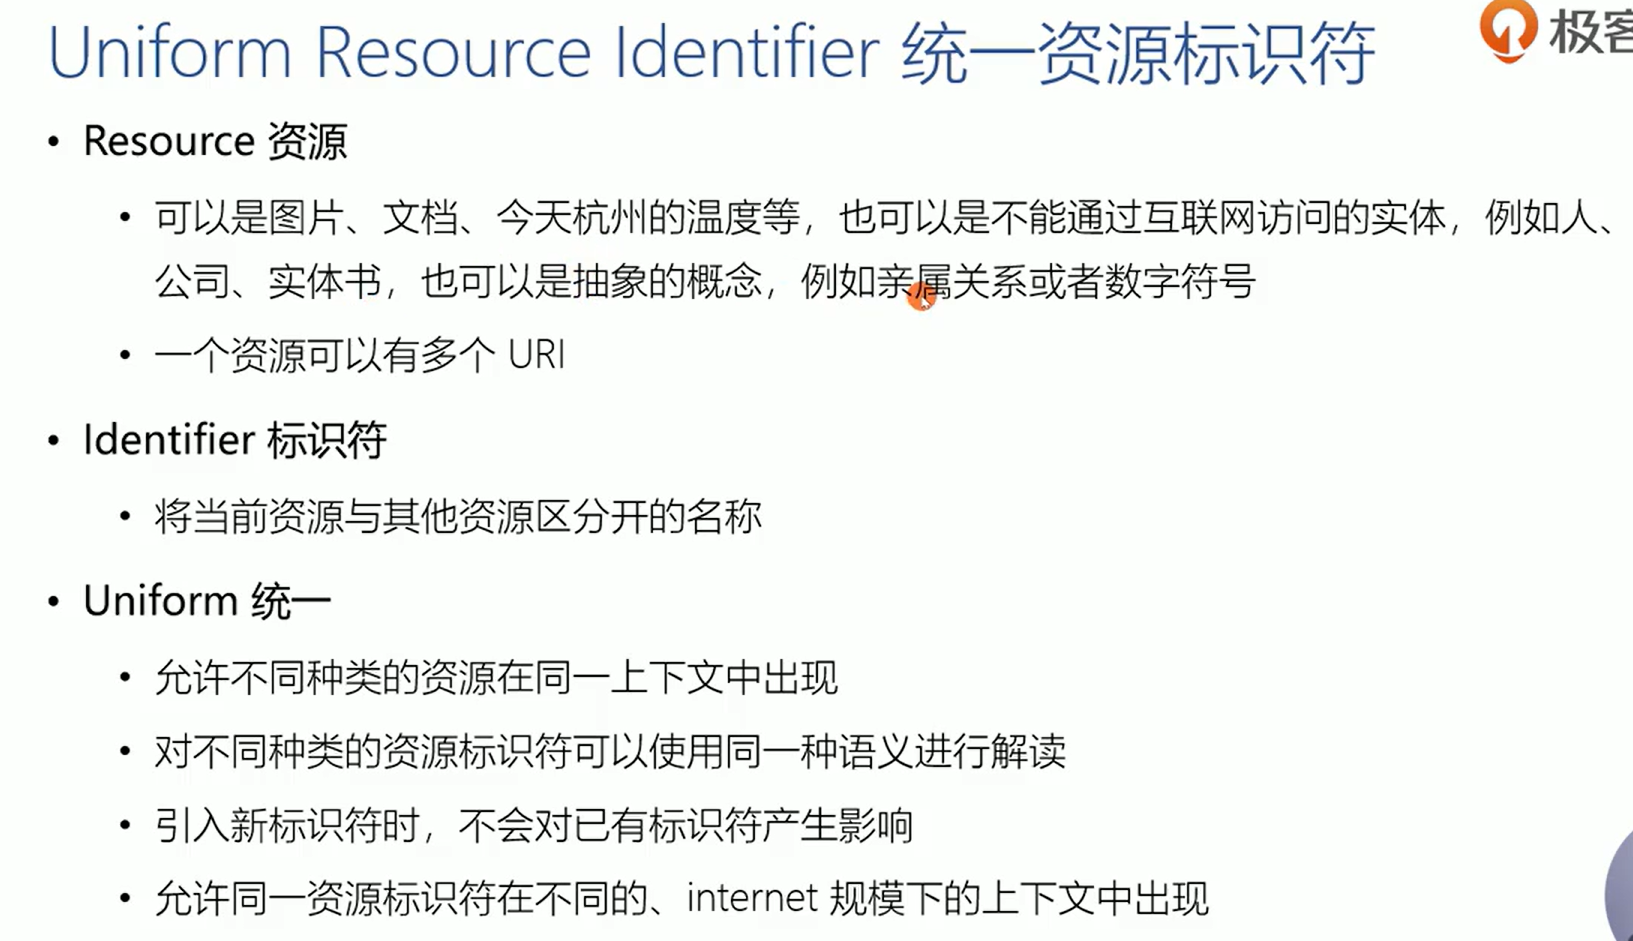 Uniform Resource Identifier 统一资源标识符
极客
• Resource 资源
• 可以是图片、文档、今天杭州的温度等，也可以是不能通过互联网访问的实体，例如人、
公司、实体书，也可以是抽象的概念，例如亲属关系或者数字符号
• 一个资源可以有多个 URI
• Identifier 标识符
• 将当前资源与其他资源区分开的名称
• Uniform 统一
• 允许不同种类的资源在同一上下文中出现
• 对不同种类的资源标识符可以使用同一种语义进行解读
• 引入新标识符时，不会对已有标识符产生影响
• 允许同一资源标识符在不同的、internet 规模下的上下文中出现